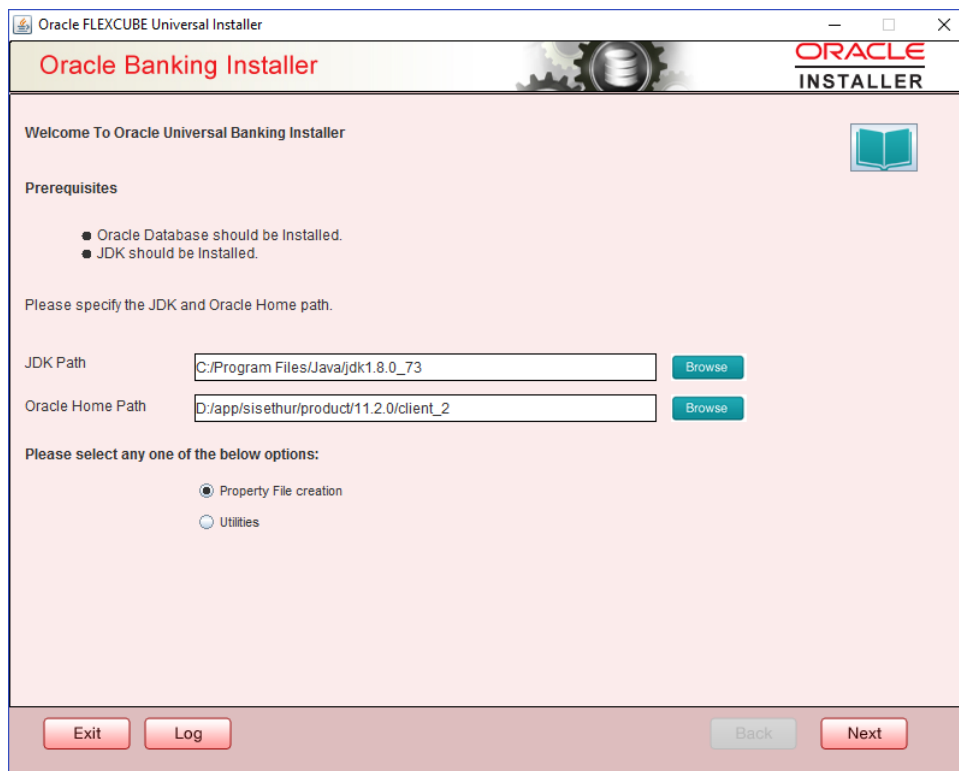 Oracle FLEXCUBE Universal Installer
Oracle Banking Installer
ORACLE
INSTALLER
Welcome To Oracle Universal Banking Installer
Prerequisites
Oracle Database should be Installed.
JDK should be Installed.
Please specify the JDK and Oracle Home path.
JDK Path C:/Program Files/Java/jdk1.8.0_73 Browse
Oracle Home Path D:/app/sisethur/product/11.2.0/client_2 Browse
Please select any one of the below options:
Property File creation
Utilities
Exit Log Back Next